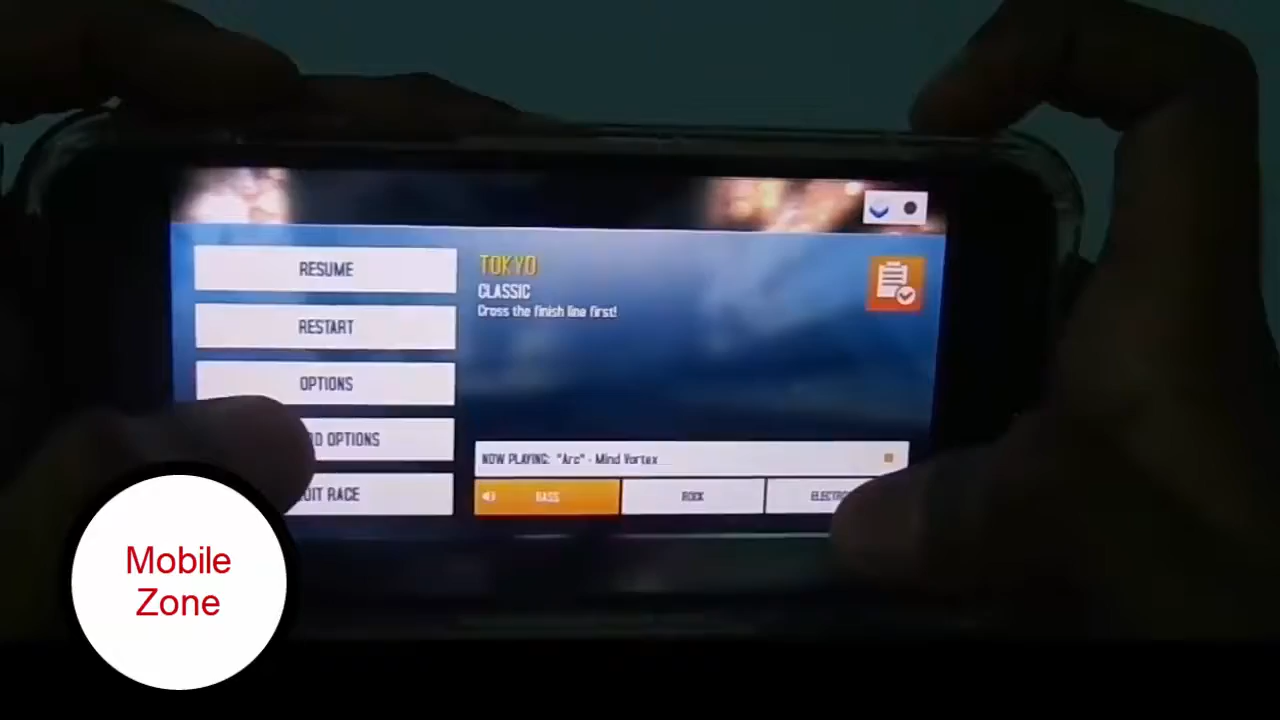 RESUME
RESTART
OPTIONS
OPTIONS
RACE
TOKYO
CLASSIC
Cross the finish line first!
NOW PLAYING: "Arc" - Mind Vortex
BASS
ROCK
Mobile
Zone